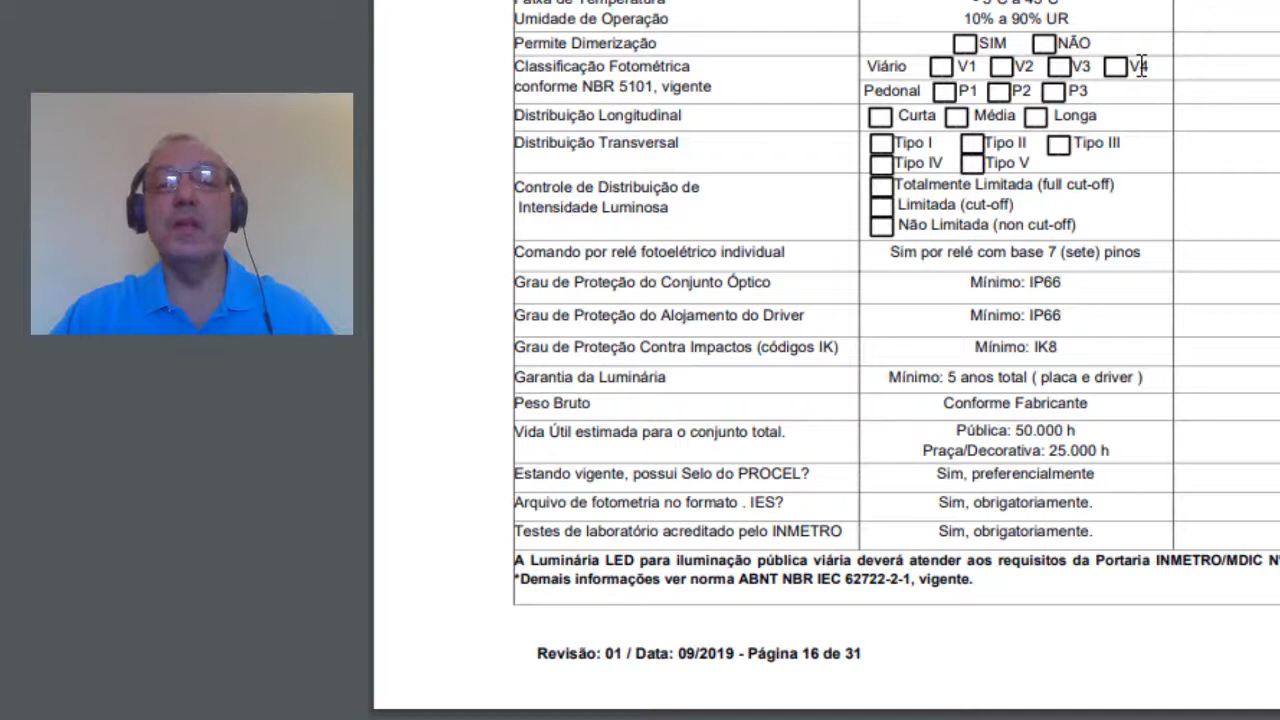 Faixa de Temperatura - 5°C a 45°C
Umidade de Operação 10% a 90% UR
Permite Dimerização SIM NÃO
Classificação Fotométrica Viário V1 V2 V3 V4
conforme NBR 5101, vigente Pedonal P1 P2 P3
Distribuição Longitudinal Curta Média Longa
Distribuição Transversal Tipo I Tipo II Tipo III
Tipo IV Tipo V
Controle de Distribuição de Totalmente Limitada (full cut-off)
Intensidade Luminosa Limitada (cut-off)
Não Limitada (non cut-off)
Comando por relé fotoelétrico individual Sim por relé com base 7 (sete) pinos
Grau de Proteção do Conjunto Óptico Mínimo: IP66
Grau de Proteção do Alojamento do Driver Mínimo: IP66
Grau de Proteção Contra Impactos (códigos IK) Mínimo: IK8
Garantia da Luminária Mínimo: 5 anos total ( placa e driver )
Peso Bruto Conforme Fabricante
Vida Útil estimada para o conjunto total. Pública: 50.000 h
Praça/Decorativa: 25.000 h
Estando vigente, possui Selo do PROCEL? Sim, preferencialmente
Arquivo de fotometria no formato . IES? Sim, obrigatoriamente.
Testes de laboratório acreditado pelo INMETRO Sim, obrigatoriamente.
A Luminária LED para iluminação pública viária deverá atender aos requisitos da Portaria INMETRO/MDIC
*Demais informações ver norma ABNT NBR IEC 62722-2-1, vigente.
Revisão: 01 / Data: 09/2019 - Página 16 de 31